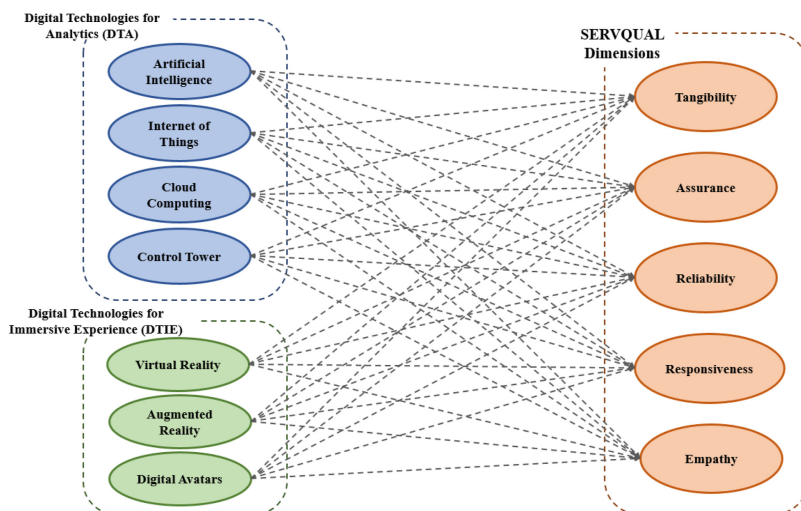 Digital Technologies for
Analytics (DTA)
Artificial
Intelligence
Internet of
Things
Cloud
Computing
Control Tower
Digital Technologies for
Immersive Experience (DTIE)
Virtual Reality
Augmented
Reality
Digital Avatars
SERVQUAL
Dimensions
Tangibility
Assurance
Reliability
Responsiveness
Empathy